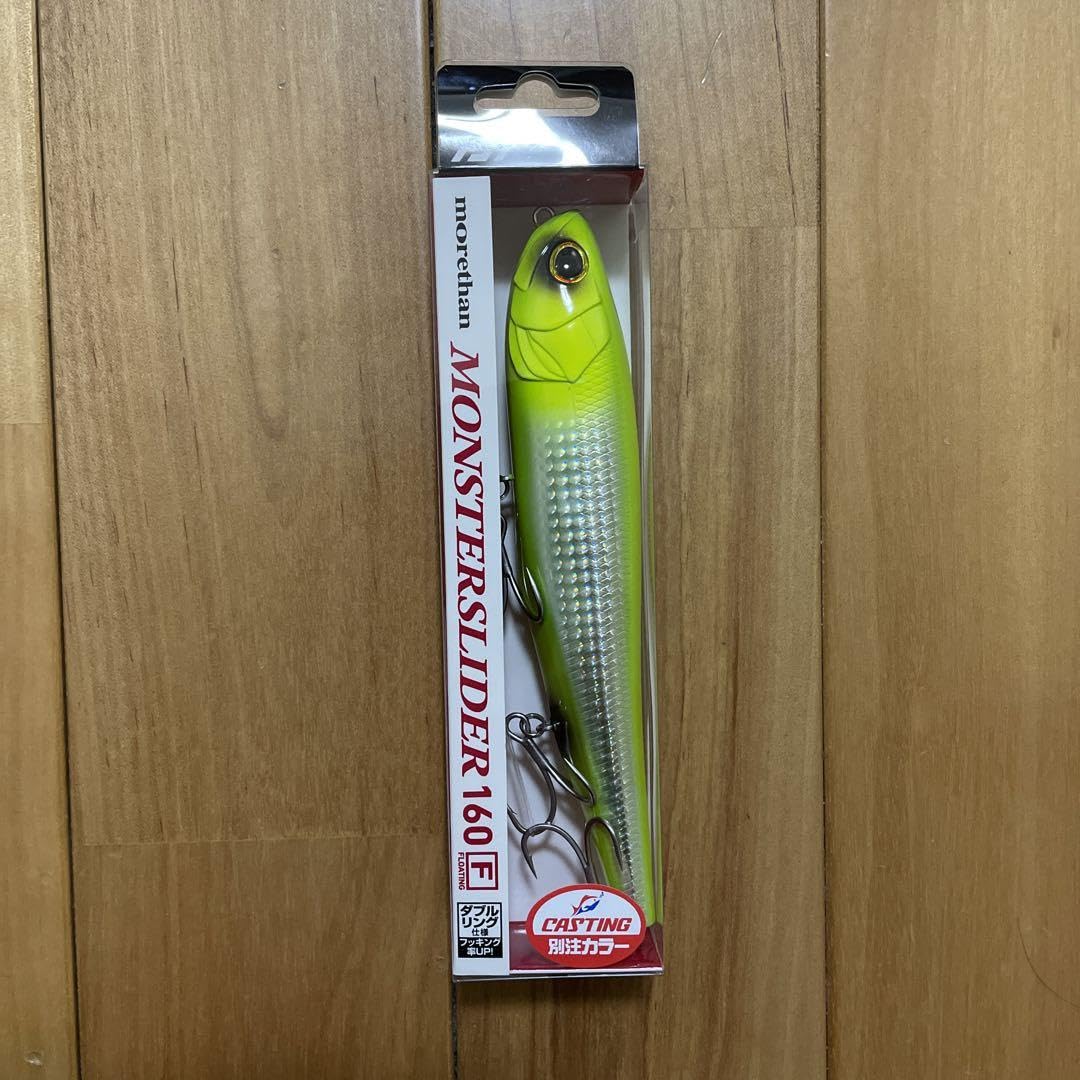 morethan
MONSTERSLIDER 160 F
FLOATING
ダブル
リング
仕様
フッキング
率UP!
CASTING
別注カラー